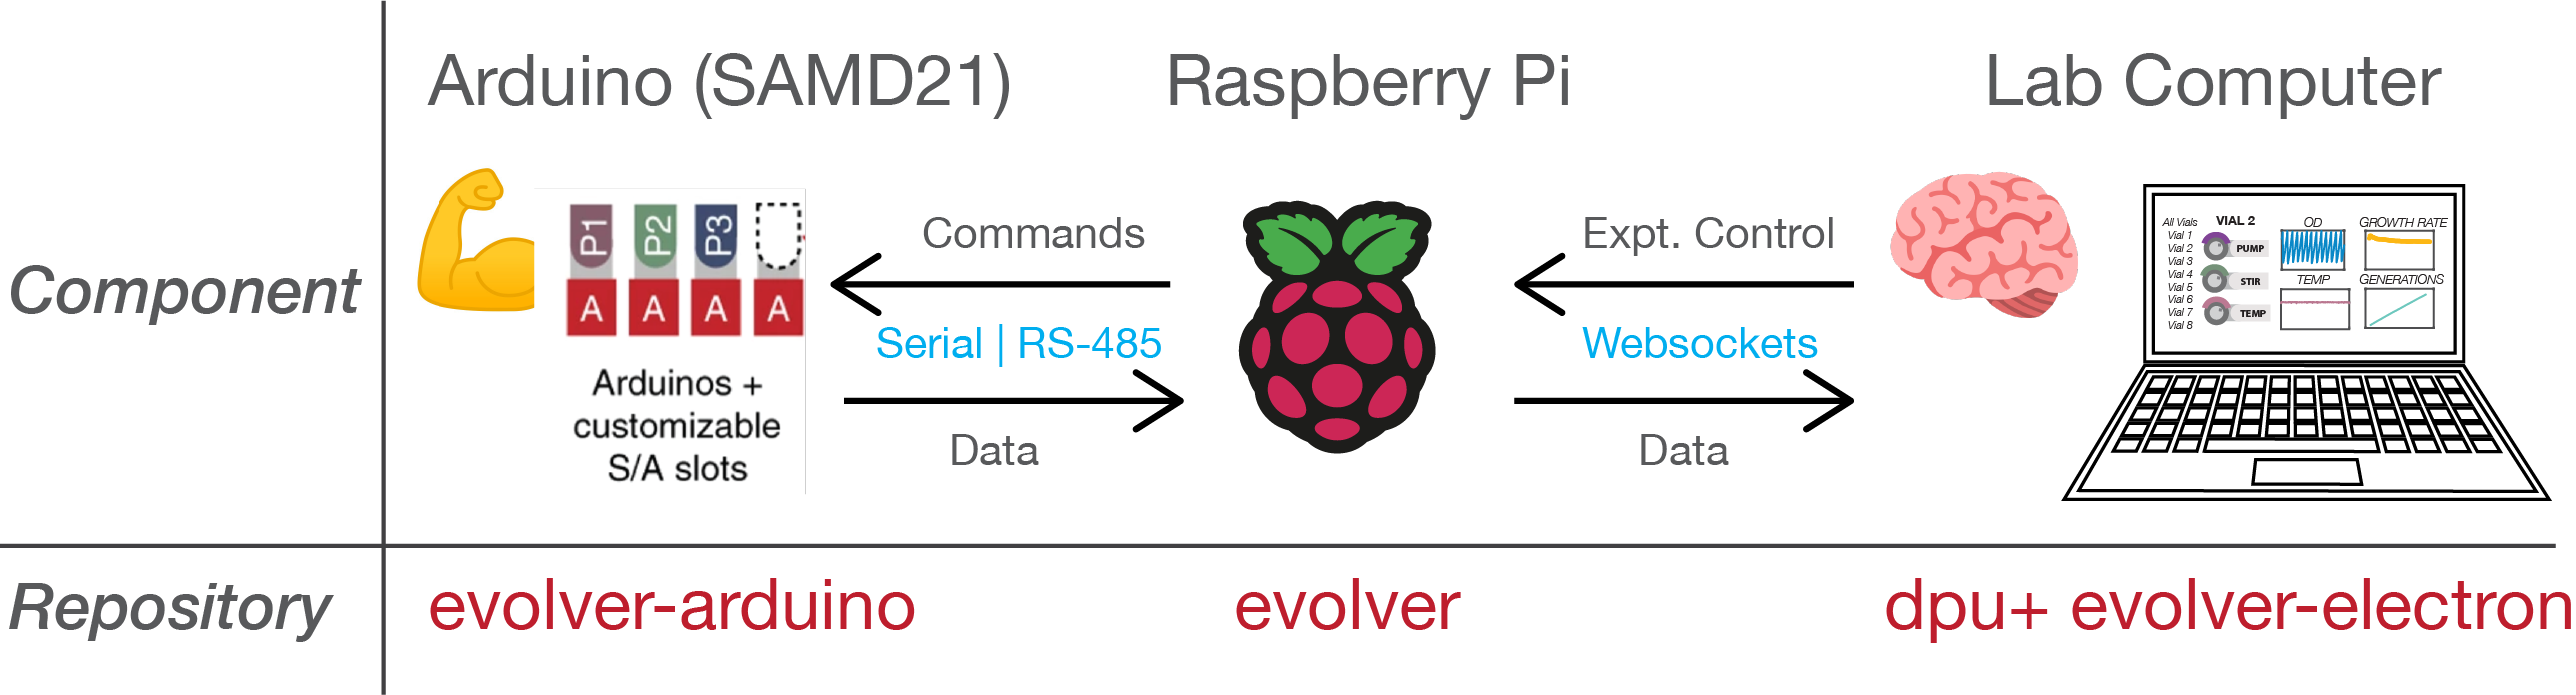 Arduino (SAMD21)
Raspberry Pi
Lab Computer
Component
P1
P2
P3
A
A
A
A
Arduinos +
customizable
S/A slots
Commands
Serial | RS-485
Data
Expt. Control
Websockets
Data
All Vials
Vial 1
Vial 2
Vial 3
Vial 4
Vial 5
Vial 6
Vial 7
Vial 8
VIAL 2
PUMP
STIR
TEMP
OD
GROWTH RATE
TEMP
GENERATIONS
Repository
evolver-arduino
evolver
dpu+ evolver-electron